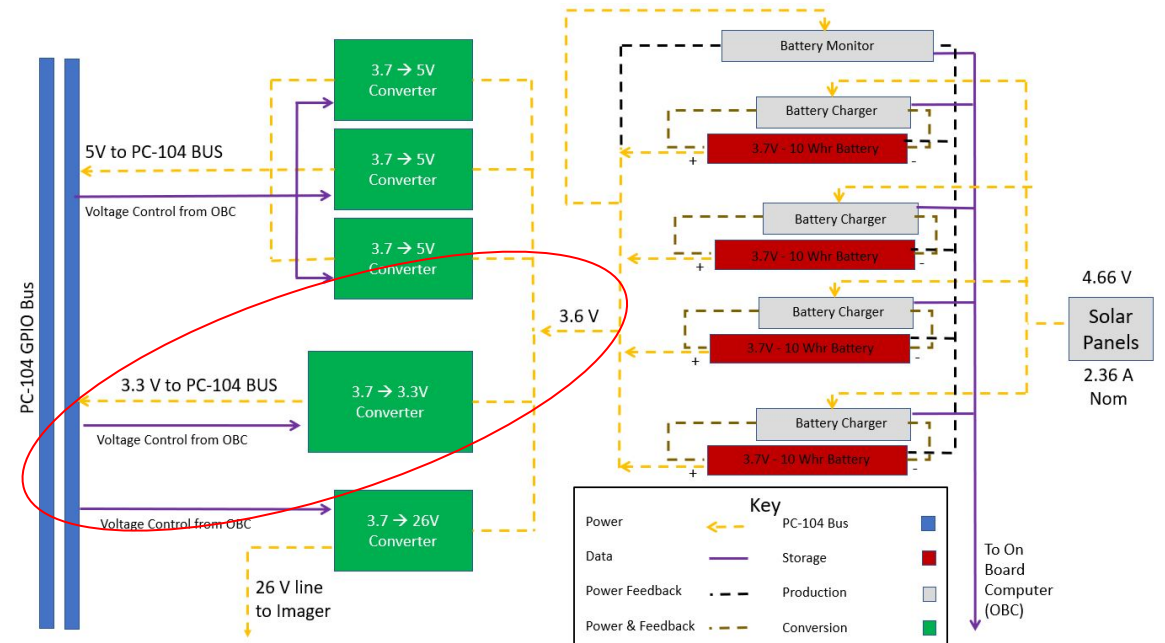 PC-104 GPIO Bus
3.7 → 5V
Converter
3.7 → 5V
Converter
3.7 → 5V
Converter
5V to PC-104 BUS
Voltage Control from OBC
3.3 V to PC-104 BUS
3.7 → 3.3V
Converter
Voltage Control from OBC
3.7 → 26V
Converter
Voltage Control from OBC
26 V line
to Imager
3.6 V
Battery Monitor
Battery Charger
3.7V - 10 Whr Battery
+
-
Battery Charger
3.7V - 10 Whr Battery
+
-
Battery Charger
3.7V - 10 Whr Battery
+
-
Battery Charger
3.7V - 10 Whr Battery
+
-
4.66 V
Solar
Panels
2.36 A
Nom
To On
Board
Computer
(OBC)
Key
Power
PC-104 Bus
Data
Storage
Power Feedback
Production
Power & Feedback
Conversion